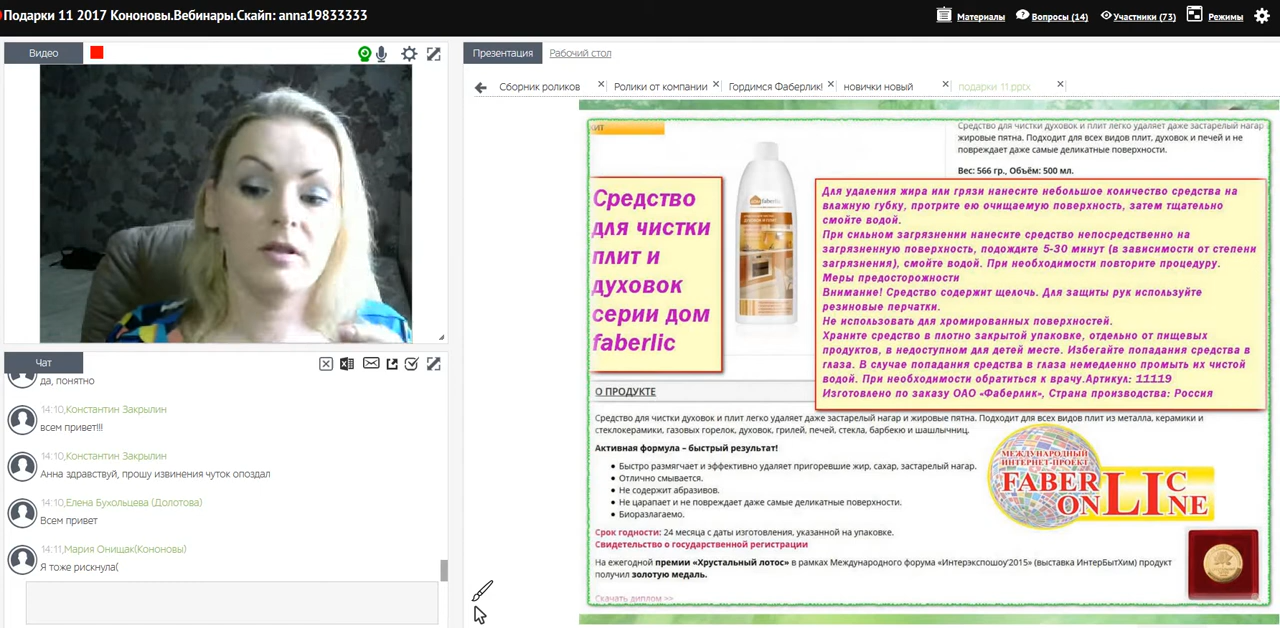 Подарки 11 2017 Кононовы.Вебинары.Скайп: anna19833333
Материалы
Вопросы (14)
Участники (73)
Режимы
Видео
Презентация
Рабочий стол
Сборник роликов
Ролики от компании
Гордимся Фаберлик!
новички новый
подарки 11.pptx
Средство для чистки духовок и плит легко удаляет даже застарелый нагар и
жировые пятна. Подходит для всех видов плит, духовок и печей и не
повреждает даже самые деликатные поверхности.
Вес: 566 гр., Объём: 500 мл.
Средство
для чистки
плит и
духовок
серии дом
faberlic
faberlic
Для удаления жира или грязи нанесите небольшое количество средства на
влажную губку, протрите ею очищаемую поверхность, затем тщательно
смойте водой.
При сильном загрязнении нанесите средство непосредственно на
загрязненную поверхность, подождите 5-30 минут (в зависимости от степени
загрязнения), смойте водой. При необходимости повторите процедуру.
Меры предосторожности
Внимание! Средство содержит щелочь. Для защиты рук используйте
резиновые перчатки.
Не использовать для хромированных поверхностей.
Храните средство в плотно закрытой упаковке, отдельно от пищевых
продуктов, в недоступном для детей месте. Избегайте попадания средства в
глаза. В случае попадания средства в глаза немедленно промыть их чистой
водой. При необходимости обратиться к врачу.Артикул: 11119
Изготовлено по заказу ОАО «Фаберлик», Страна производства: Россия
О ПРОДУКТЕ
Средство для чистки духовок и плит легко удаляет даже застарелый нагар и жировые пятна. Подходит для всех видов плит из металла, керамики и
стеклокерамики, газовых горелок, духовок, грилей, печей, стекла, барбекю и шашлычниц.
Активная формула – быстрый результат!
Быстро размягчает и эффективно удаляет пригоревшие жир, сахар, застарелый нагар.
Отлично смывается.
Не содержит абразивов.
Не царапает и не повреждает даже самые деликатные поверхности.
Биоразлагаемо.
Срок годности: 24 месяца с даты изготовления, указанной на упаковке.
Свидетельство о государственной регистрации
На ежегодной премии «Хрустальный лотос» в рамках Международного форума «Интерэкспошоу'2015» (выставка ИнтерБытХим) продукт
получил золотую медаль.
Скачать диплом >>
МЕЖДУНАРОДНЫЙ
ИНТЕРНЕТ-ПРОЕКТ
FABERLIC
ONLINE
Чат
да, понятно
14:10,Константин Закрылин
всем привет!!!
14:10,Константин Закрылин
Анна здравствуй, прошу извинения чуток опоздал
14:10,Елена Бухольцева (Долотова)
Всем привет
14:11,Мария Онищак(Кононовы)
Я тоже рискнула(